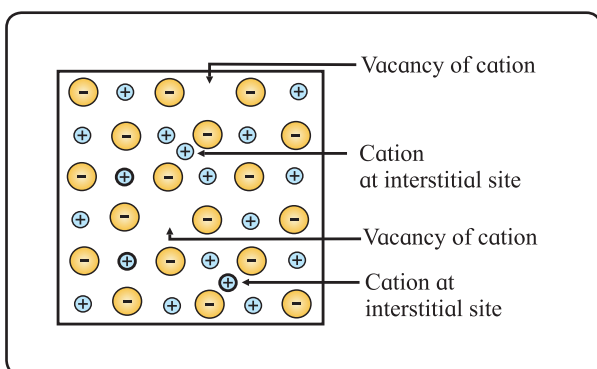 Vacancy of cation
Cation
at interstitial site
Vacancy of cation
Cation at
interstitial site